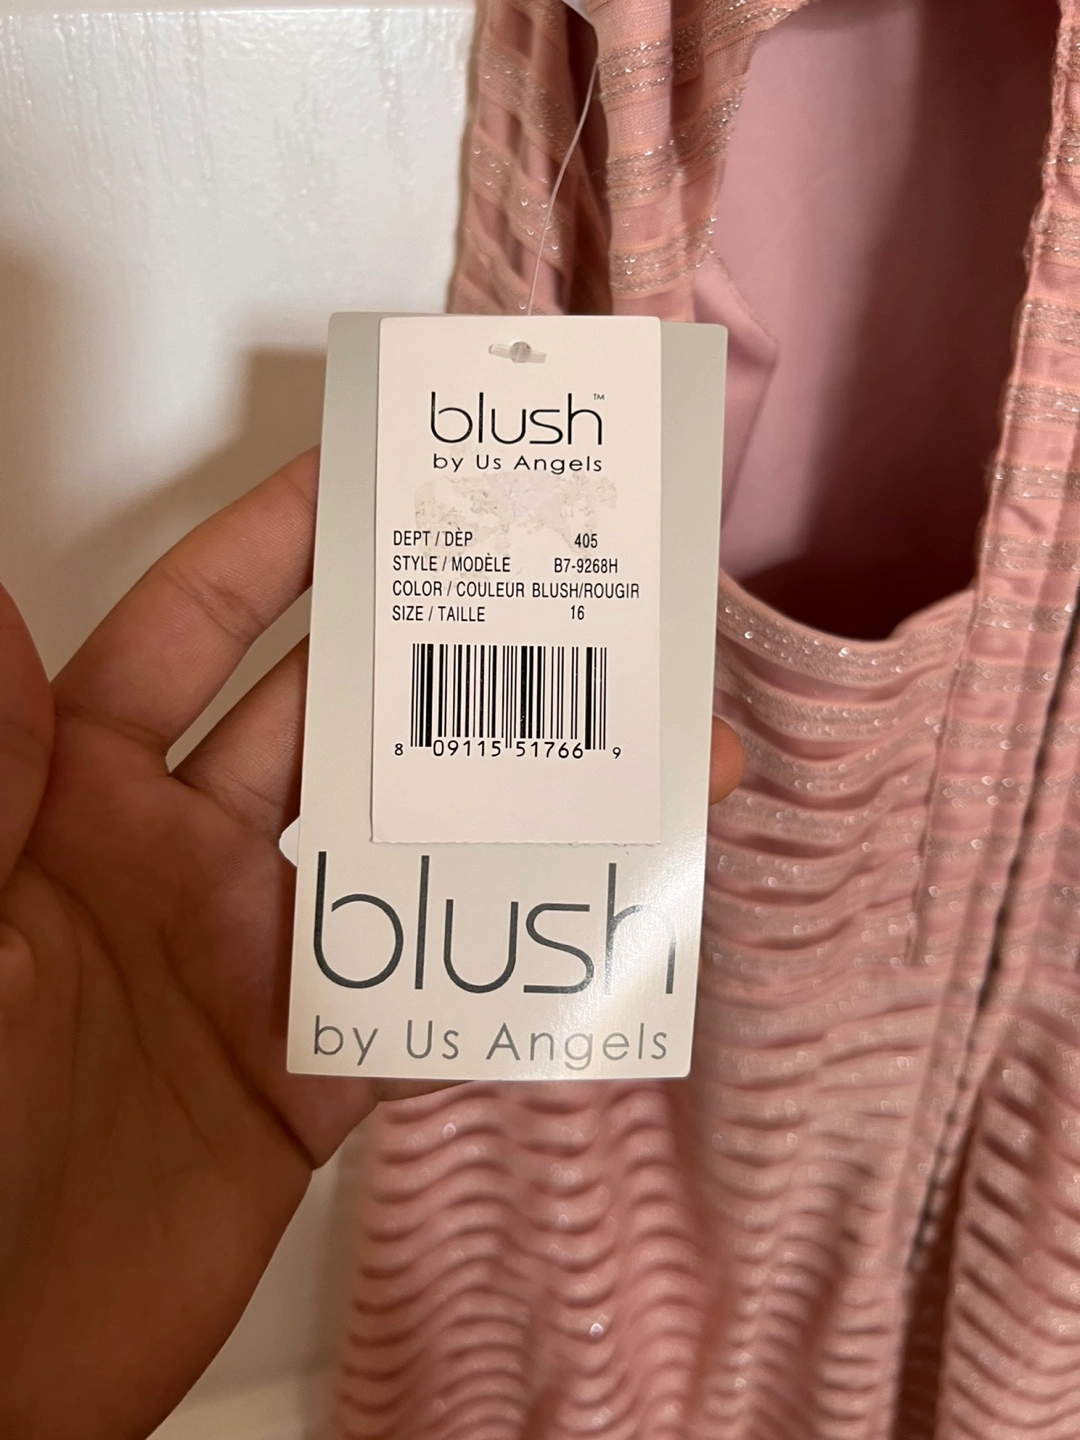 blush™
by Us Angels
DEPT / DÈP 405
STYLE / MODÈLE B7-9268H
COLOR / COULEUR BLUSH/ROUGIR
SIZE / TAILLE 16
8 09115 51766 9
blush
by Us Angels